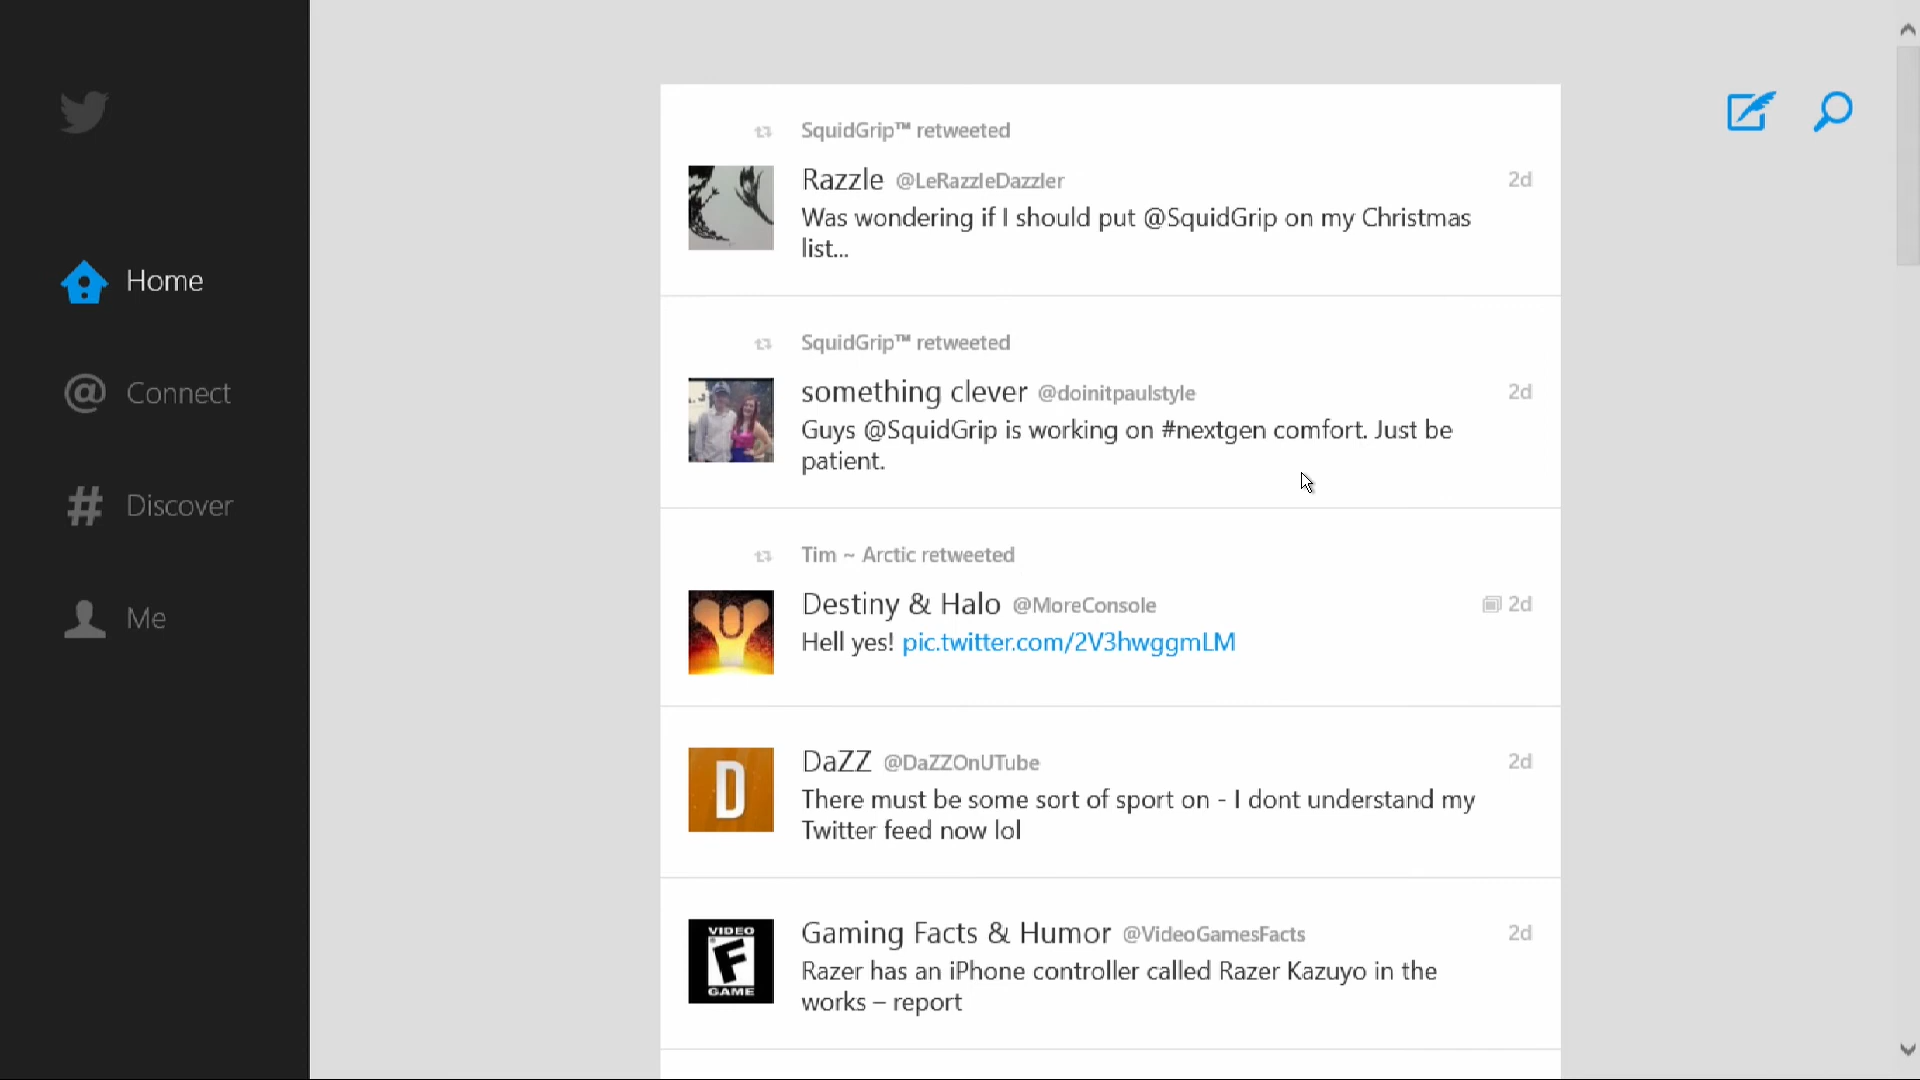 Home
@ Connect
# Discover
Me
SquidGrip™ retweeted
Razzle @LeRazzleDazzler 2d
Was wondering if I should put @SquidGrip on my Christmas
list...
SquidGrip™ retweeted
something clever @doinitpaulstyle 2d
Guys @SquidGrip is working on #nextgen comfort. Just be
patient.
Tim ~ Arctic retweeted
Destiny & Halo @MoreConsole 2d
Hell yes! pic.twitter.com/2V3hwggmLM
D
DaZZ @DaZZOnUTube 2d
There must be some sort of sport on - I dont understand my
Twitter feed now lol
VIDEO
F
GAME
Gaming Facts & Humor @VideoGamesFacts 2d
Razer has an iPhone controller called Razer Kazuyo in the
works – report